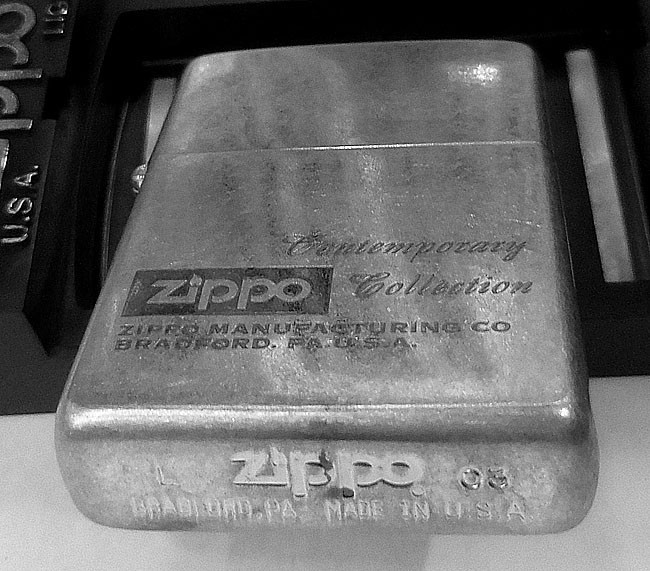 U.S.A.
Contemporary
Zippo Collection
ZIPPO MANUFACTURING CO
BRADFORD, PA. U.S.A.
L Zippo 03
BRADFORD, PA. MADE IN U S A